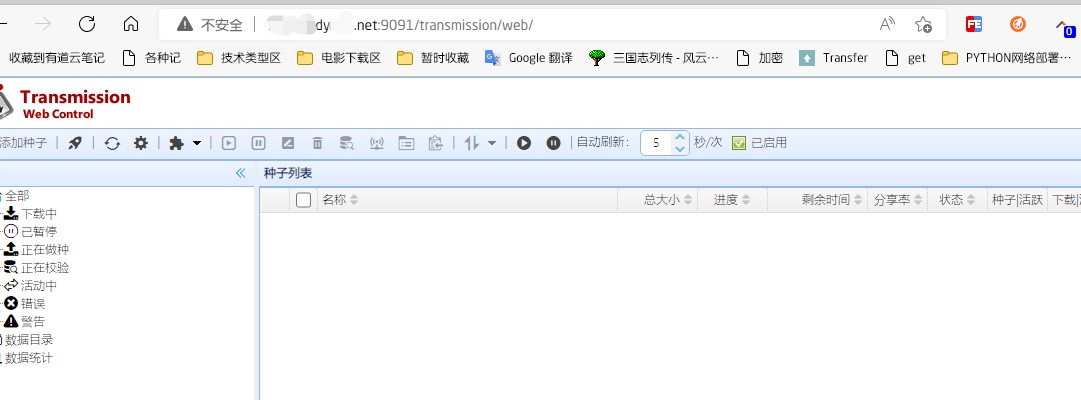 不安全 dy .net:9091/transmission/web/
收藏到有道云笔记 各种记 技术类型区 电影下载区 暂时收藏 Google 翻译 三国志列传 - 风云… 加密 Transfer get PYTHON网络部署…
Transmission
Web Control
添加种子 自动刷新： 5 秒/次 已启用
种子列表
名称 总大小 进度 剩余时间 分享率 状态 种子|活跃 下载|
全部
下载中
已暂停
正在做种
正在校验
活动中
错误
警告
数据目录
数据统计